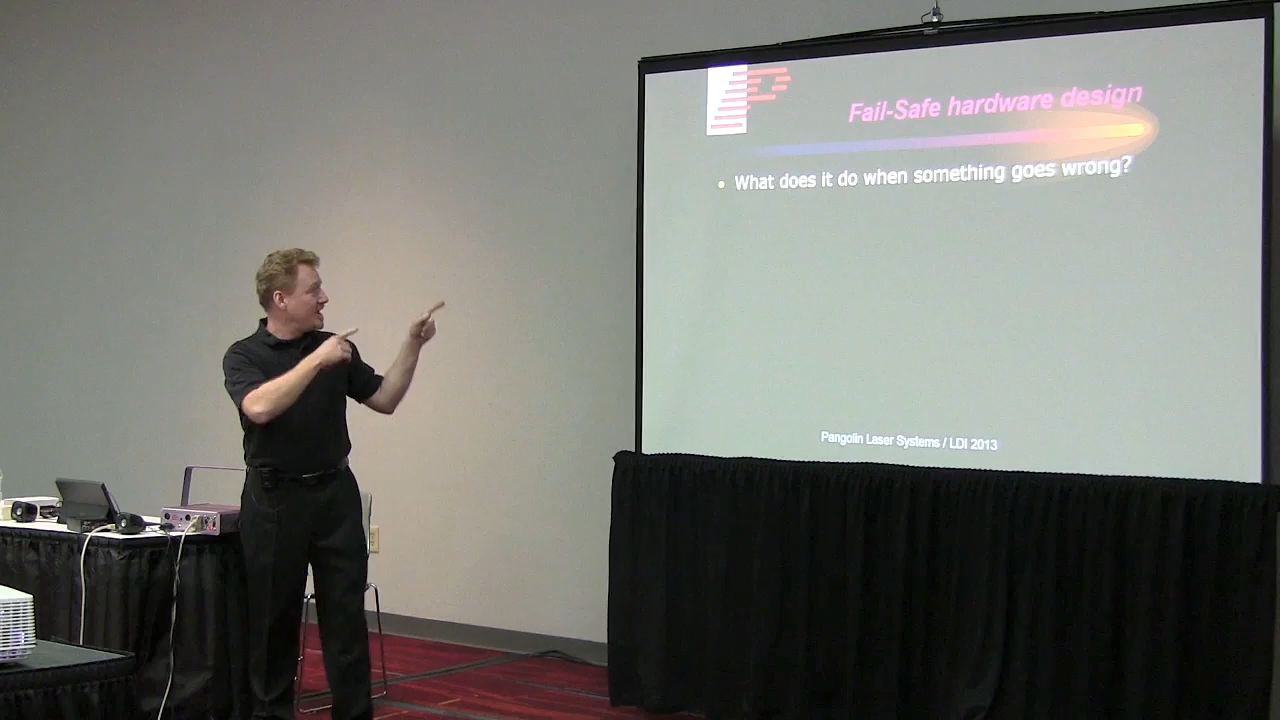 Fail-Safe hardware design
What does it do when something goes wrong?
Pangolin Laser Systems / LDI 2013